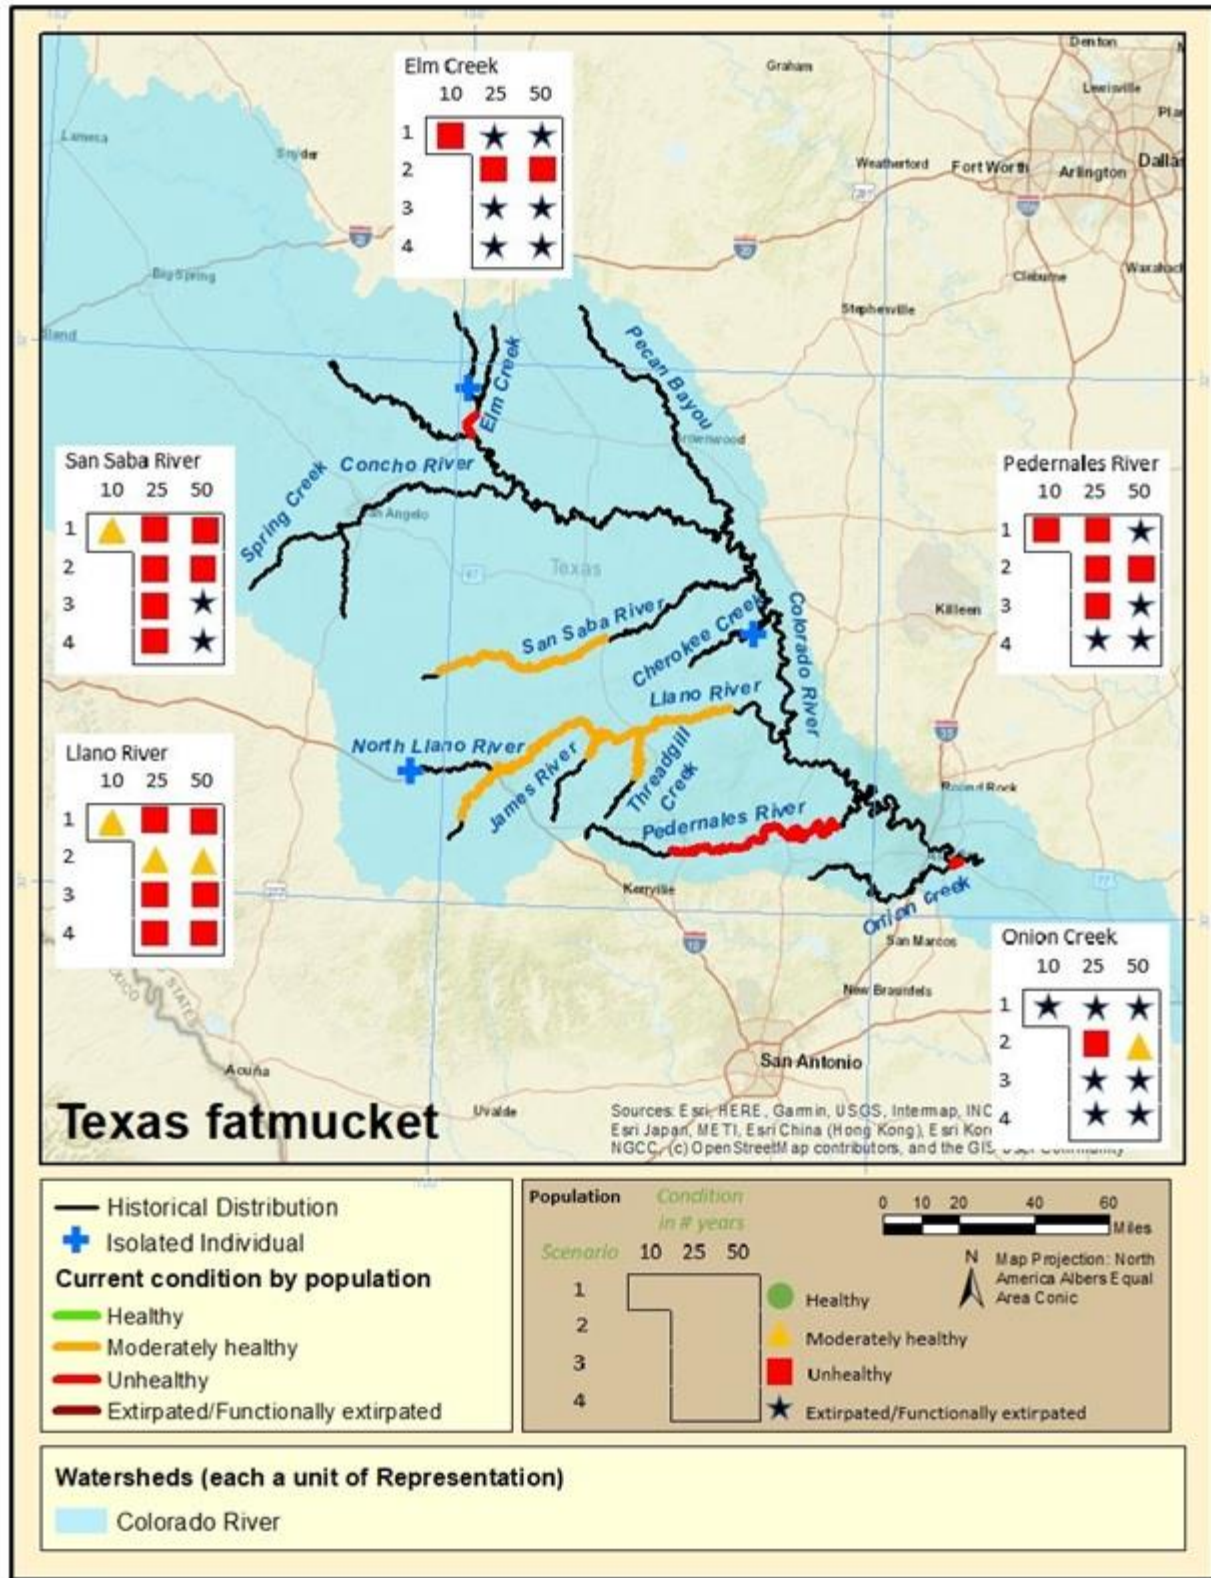 Denton
Graham
Lewisville
Elm Creek
10 25 50
1
2
3
4
Lamesa
Snyder
Weatherford
Fort Worth
Arlington
Dallas
20
20
Big Spring
Cleburne
Waxahach
Stephenville
Pecan Bayou
Elm Creek
Brownwood
San Saba River
10 25 50
1
2
3
4
Concho River
Spring Creek
San Angelo
Pedernales River
10 25 50
1
2
3
4
Texas
67
Killeen
San Saba River
Cherokee Creek
Colorado River
Llano River
North Llano River
James River
Threadgill
Creek
Pedernales River
35
Round Rock
Llano River
10 25 50
1
2
3
4
77
277
Kerrville
Onion Creek
10
San Marcos
Onion Creek
10 25 50
1
2
3
4
New Braunfels
San Antonio
Acuña
Uvalde
Texas fatmucket
Sources: Esri, HERE, Garmin, USGS, Intermap, INC
Esri Japan, METI, Esri China (Hong Kong), Esri Kor
NGCC, (c) OpenStreetMap contributors, and the GIS User Community
Historical Distribution
Isolated Individual
Current condition by population
Healthy
Moderately healthy
Unhealthy
Extirpated/Functionally extirpated
Population
Condition
in # years
Scenario 10 25 50
1
2
3
4
Healthy
Moderately healthy
Unhealthy
Extirpated/Functionally extirpated
0 10 20 40 60
Miles
N
Map Projection: North
America Albers Equal
Area Conic
Watersheds (each a unit of Representation)
Colorado River